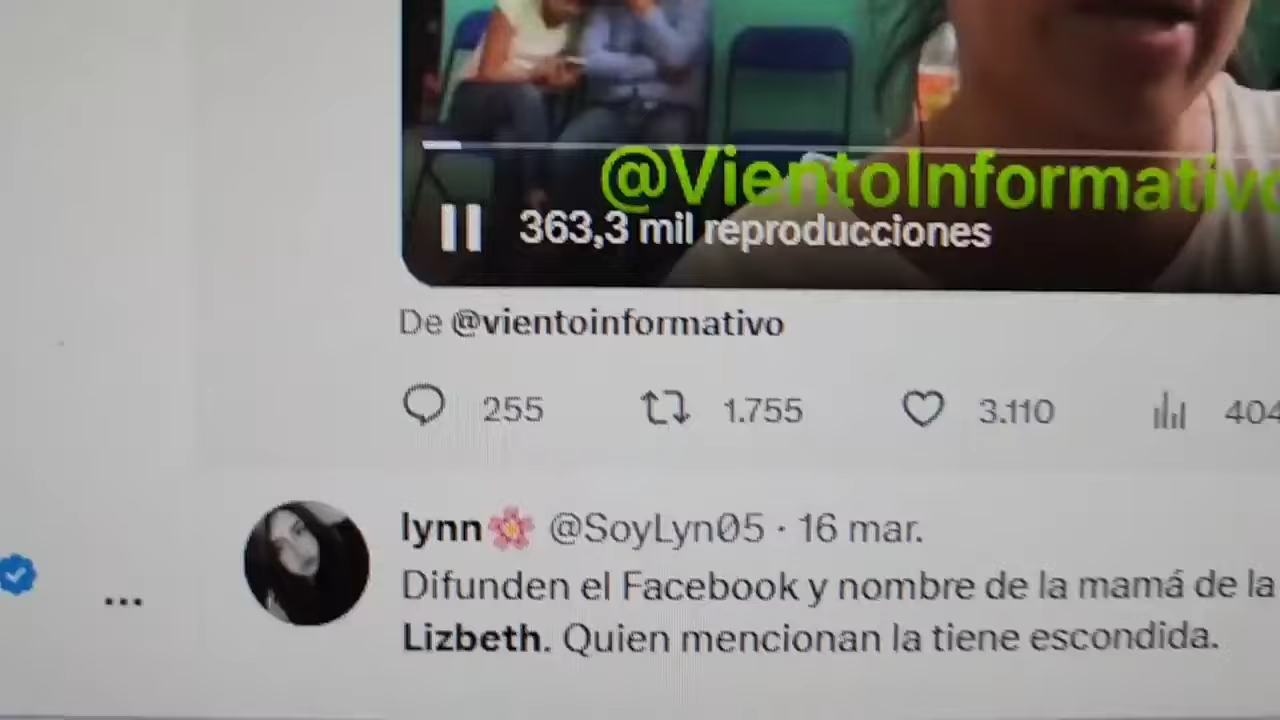 @VientoInformativo
363,3 mil reproducciones
De @vientoinformativo
255 1.755 3.110 404
lynn🌸 @SoyLyn05 · 16 mar.
Difunden el Facebook y nombre de la mamá de la
Lizbeth. Quien mencionan la tiene escondida.